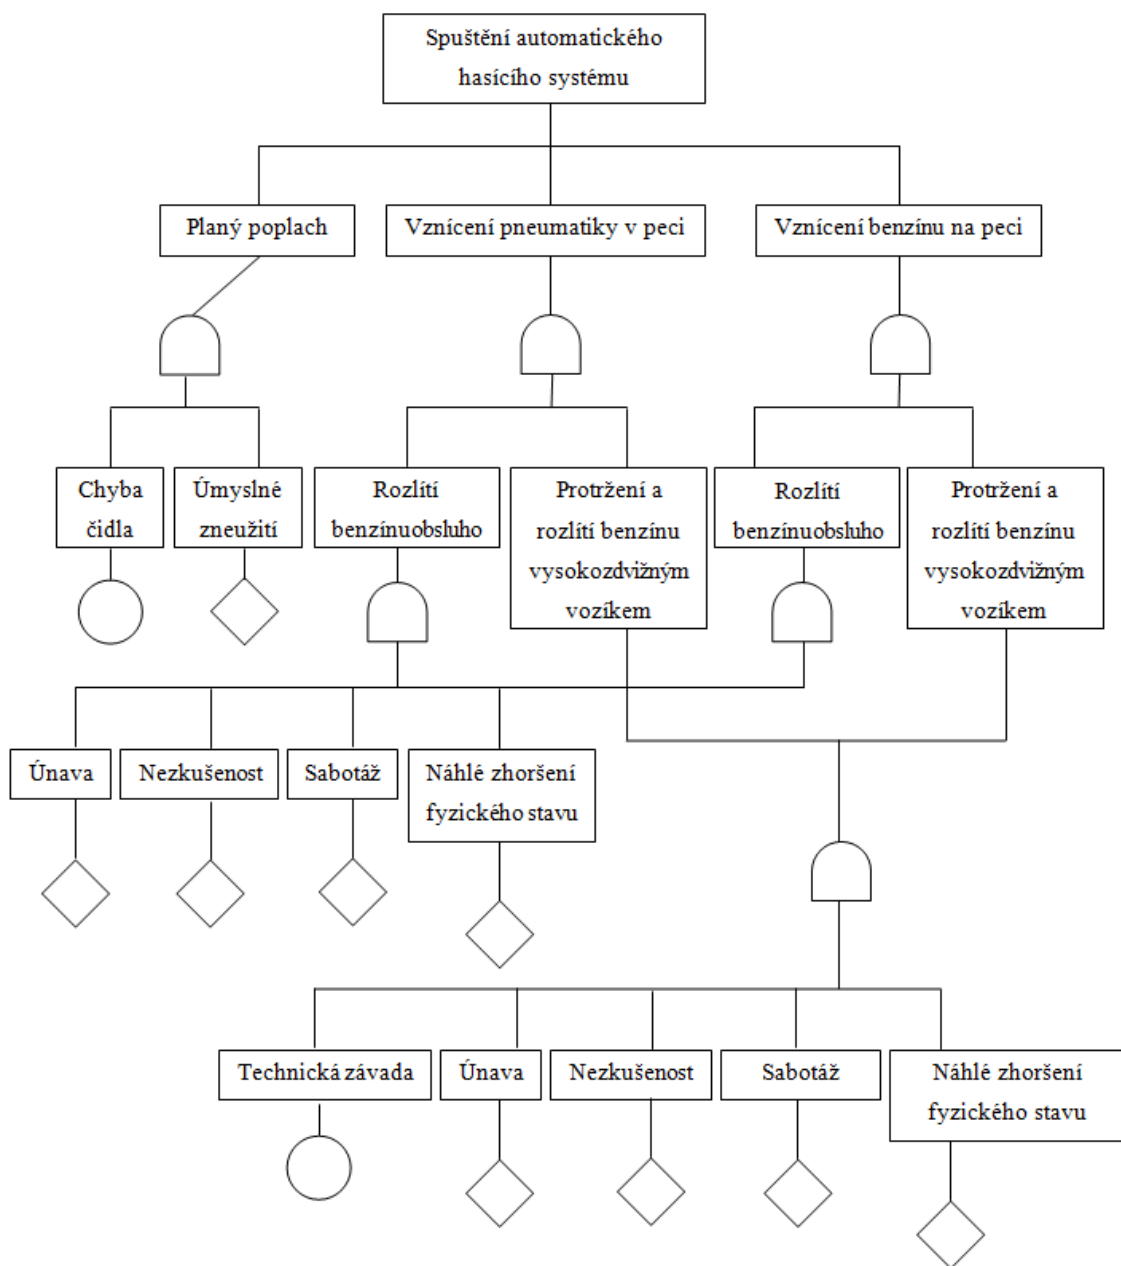 Spuštění automatického
hasícího systému
Planý poplach
Vznícení pneumatiky v peci
Vznícení benzínu na peci
Chyba
čidla
Úmyslné
zneužití
Rozlítí
benzínuobsluho
Protržení a
rozlítí benzínu
vysokozdvižným
vozíkem
Rozlítí
benzínuobsluho
Protržení a
rozlítí benzínu
vysokozdvižným
vozíkem
Únava
Nezkušenost
Sabotáž
Náhlé zhoršení
fyzického stavu
Technická závada
Únava
Nezkušenost
Sabotáž
Náhlé zhoršení
fyzického stavu